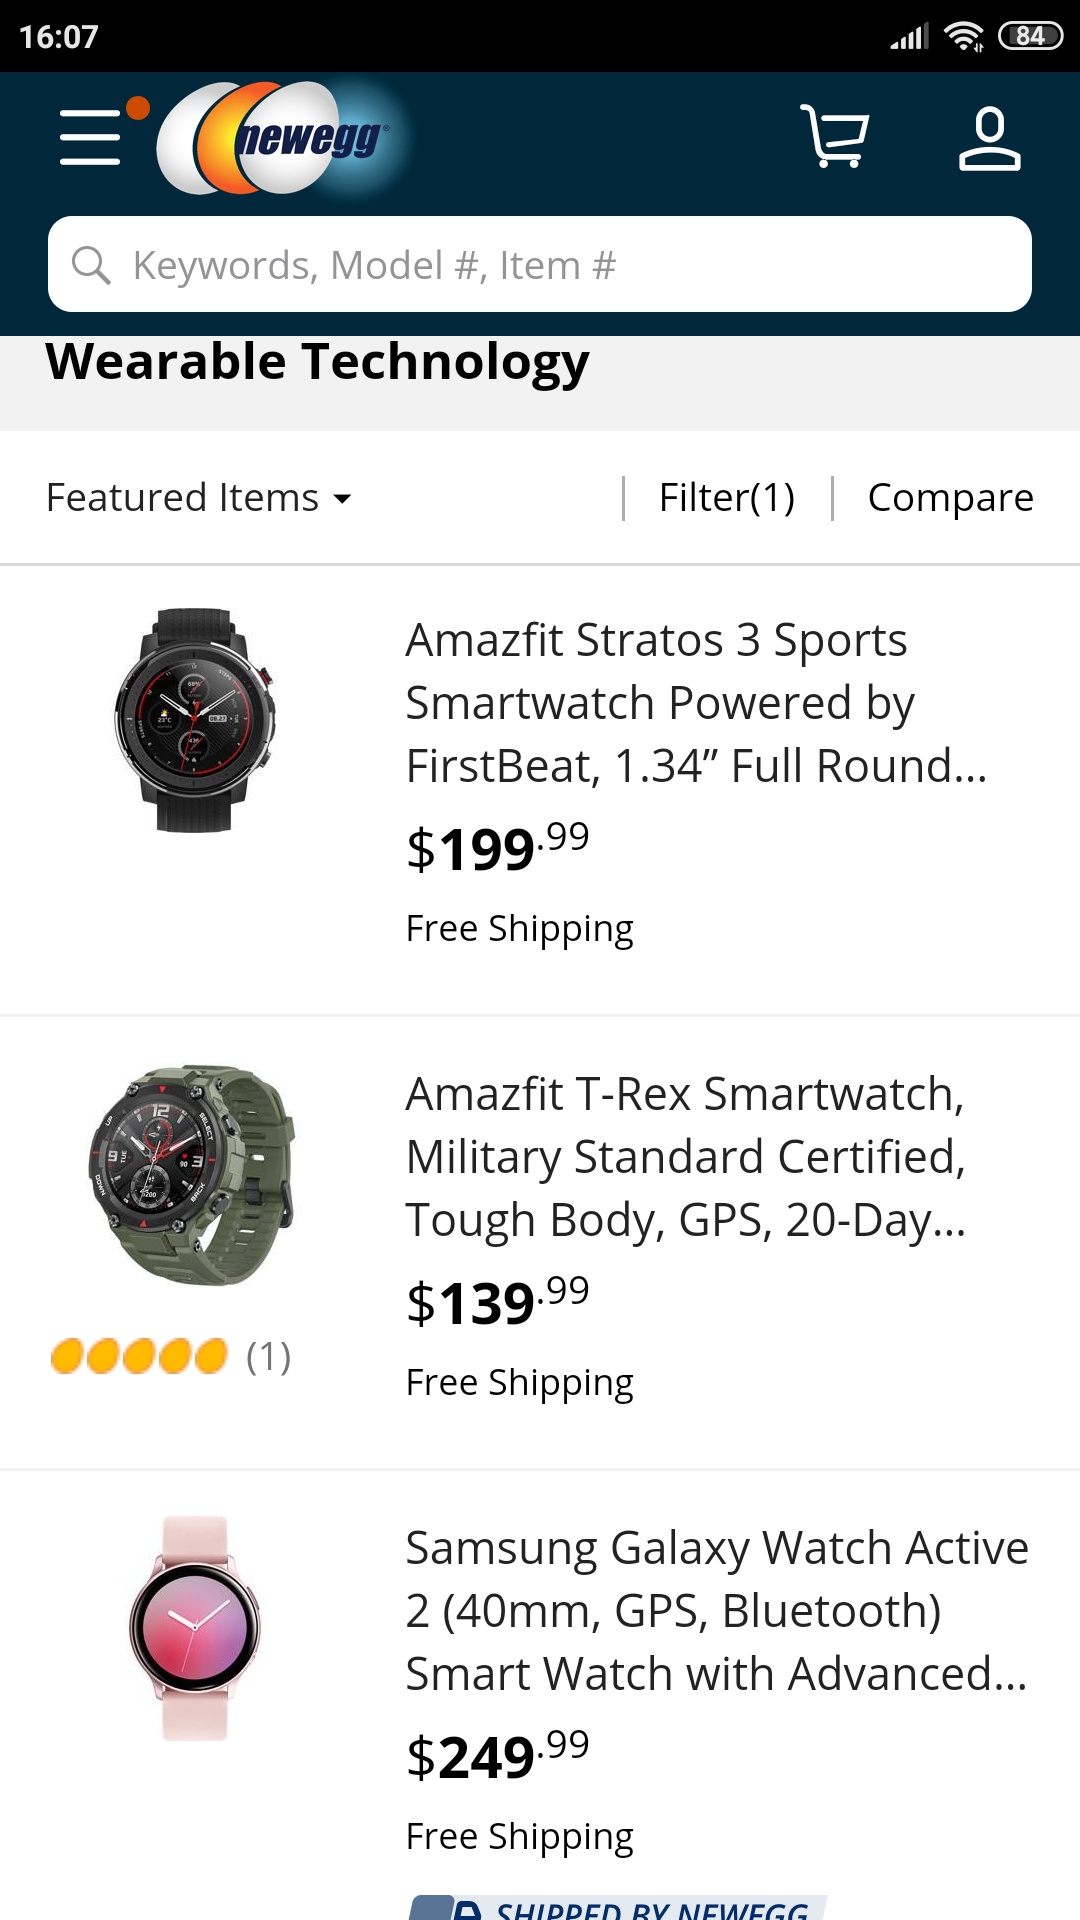 16:07
84
newegg
Keywords, Model #, Item #
Wearable Technology
Featured Items
Filter(1)
Compare
Amazfit Stratos 3 Sports
Smartwatch Powered by
FirstBeat, 1.34” Full Round...
$199.99
Free Shipping
Amazfit T-Rex Smartwatch,
Military Standard Certified,
Tough Body, GPS, 20-Day...
$139.99
(1)
Free Shipping
Samsung Galaxy Watch Active
2 (40mm, GPS, Bluetooth)
Smart Watch with Advanced...
$249.99
Free Shipping
SHIPPED BY NEWEGG